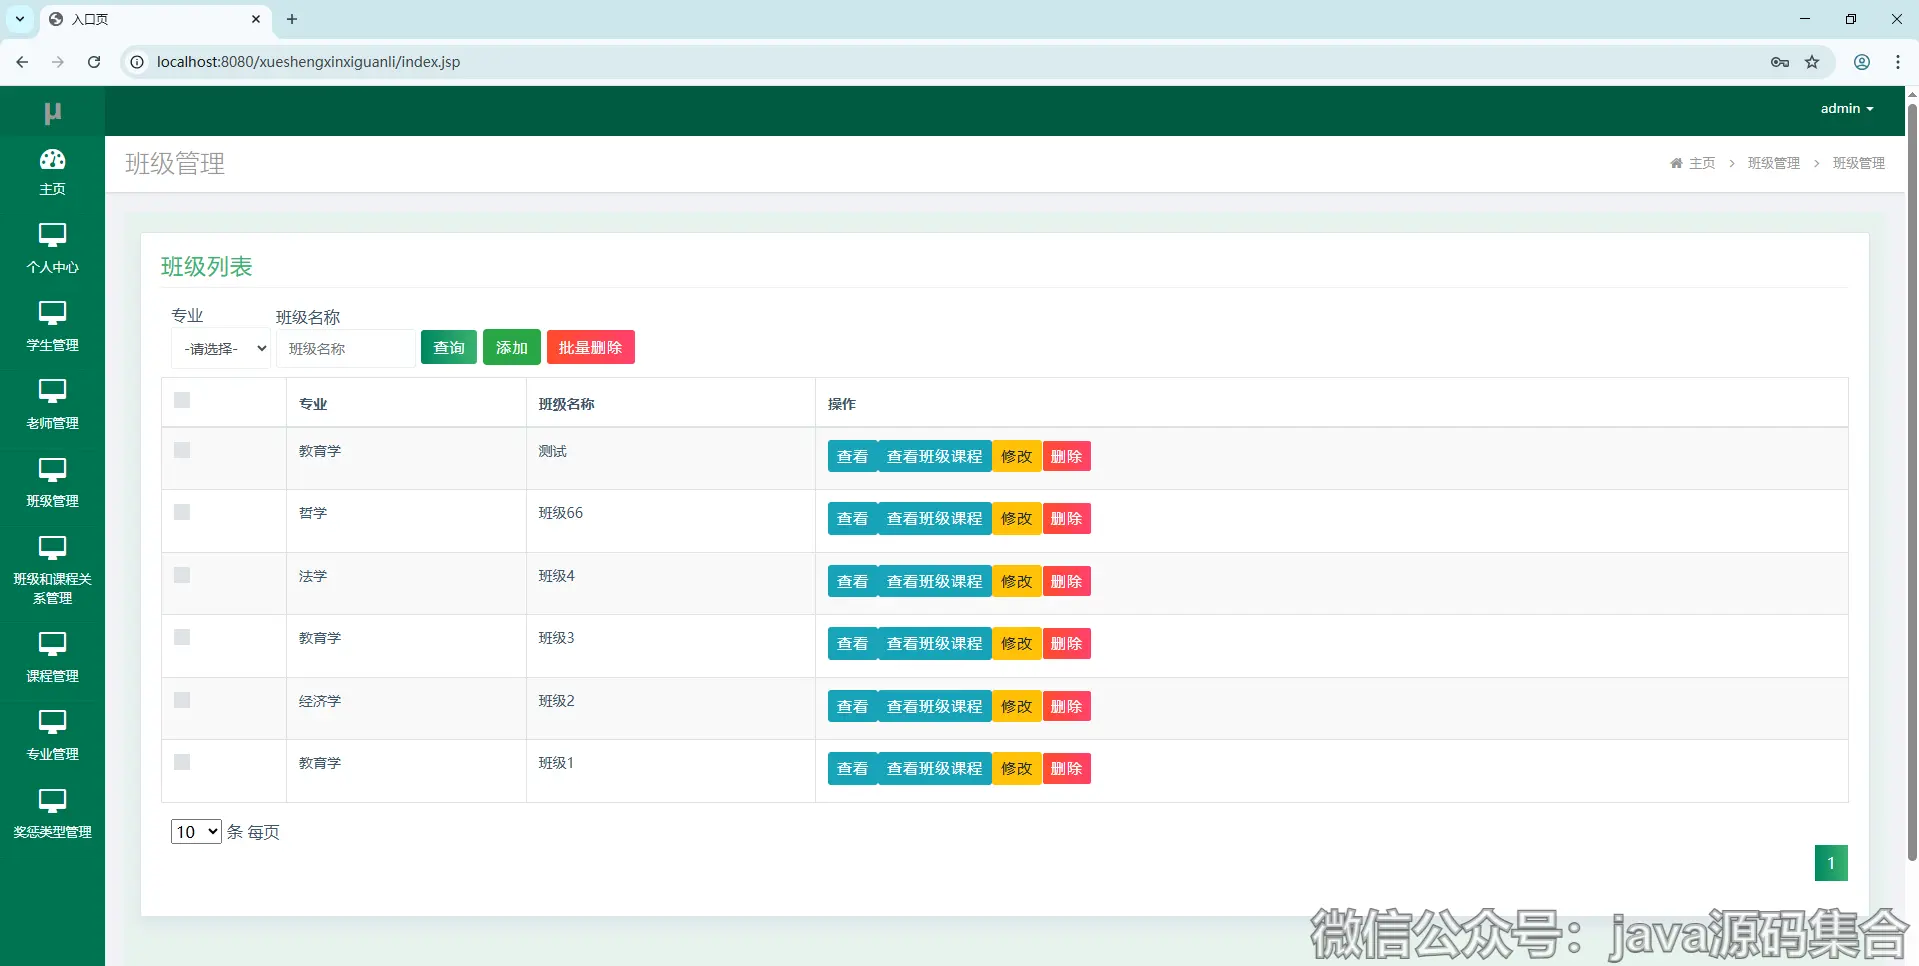 入口页
localhost:8080/xueshengxinxiguanli/index.jsp
μ
admin
主页
个人中心
学生管理
老师管理
班级管理
班级和课程关
系管理
课程管理
专业管理
奖惩类型管理
班级管理
主页 > 班级管理 > 班级管理
班级列表
专业 班级名称
-请选择- 班级名称 查询 添加 批量删除
专业 班级名称 操作
教育学 测试 查看 查看班级课程 修改 删除
哲学 班级66 查看 查看班级课程 修改 删除
法学 班级4 查看 查看班级课程 修改 删除
教育学 班级3 查看 查看班级课程 修改 删除
经济学 班级2 查看 查看班级课程 修改 删除
教育学 班级1 查看 查看班级课程 修改 删除
10 条 每页
1
微信公众号：java源码集合